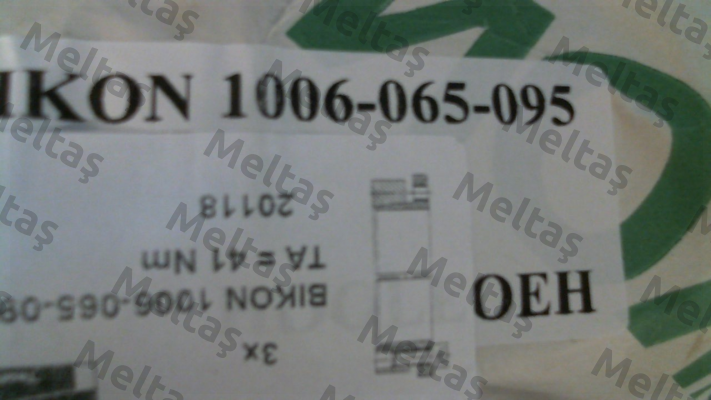 IKON 1006-065-095
OEH
3x
BIKON 1006-065-09
TA = 41 Nm
20118
Meltaş